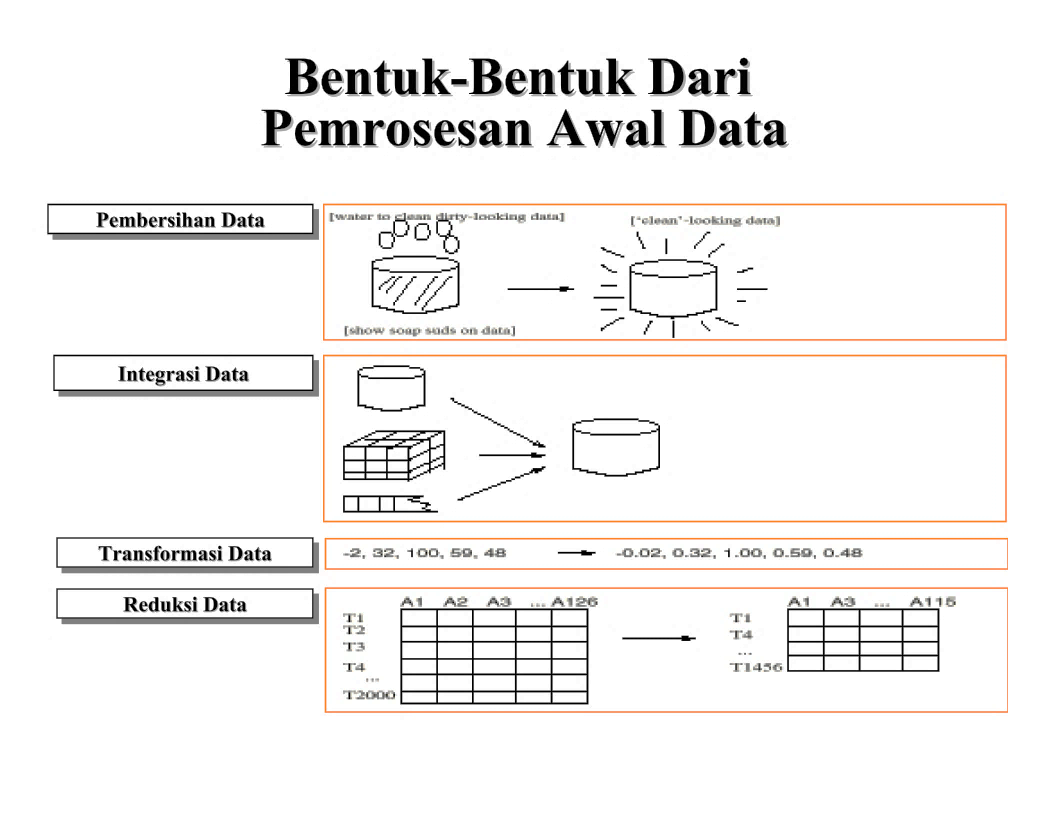 Bentuk-Bentuk Dari
Pemrosesan Awal Data
Pembersihan Data
[water to clean dirty-looking data]
['clean'-looking data]
[show soap suds on data]
Integrasi Data
Transformasi Data
-2, 32, 100, 59, 48
-0.02, 0.32, 1.00, 0.59, 0.48
Reduksi Data
A1 A2 A3 ... A126
T1
T2
T3
T4
...
T2000
A1 A3 ... A115
T1
T4
...
T1456